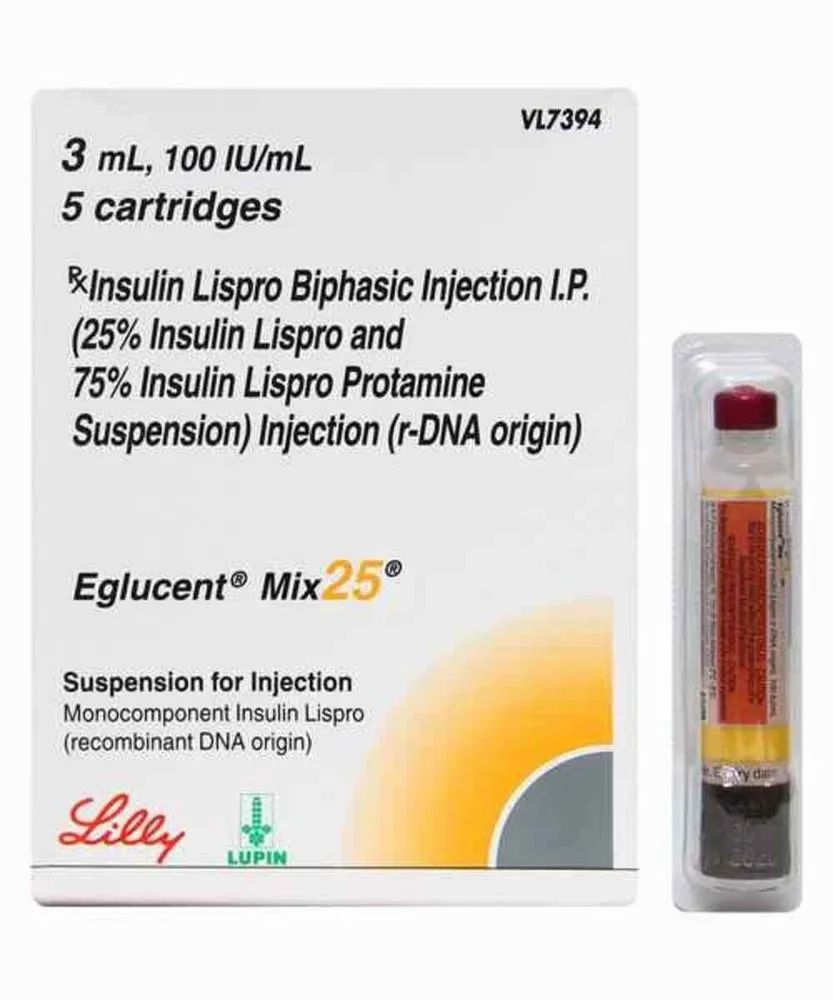 VL7394
3 mL, 100 IU/mL
5 cartridges
RxInsulin Lispro Biphasic Injection I.P.
(25% Insulin Lispro and
75% Insulin Lispro Protamine
Suspension) Injection (r-DNA origin)
Eglucent® Mix25®
Suspension for Injection
Monocomponent Insulin Lispro
(recombinant DNA origin)
Lilly
LUPIN